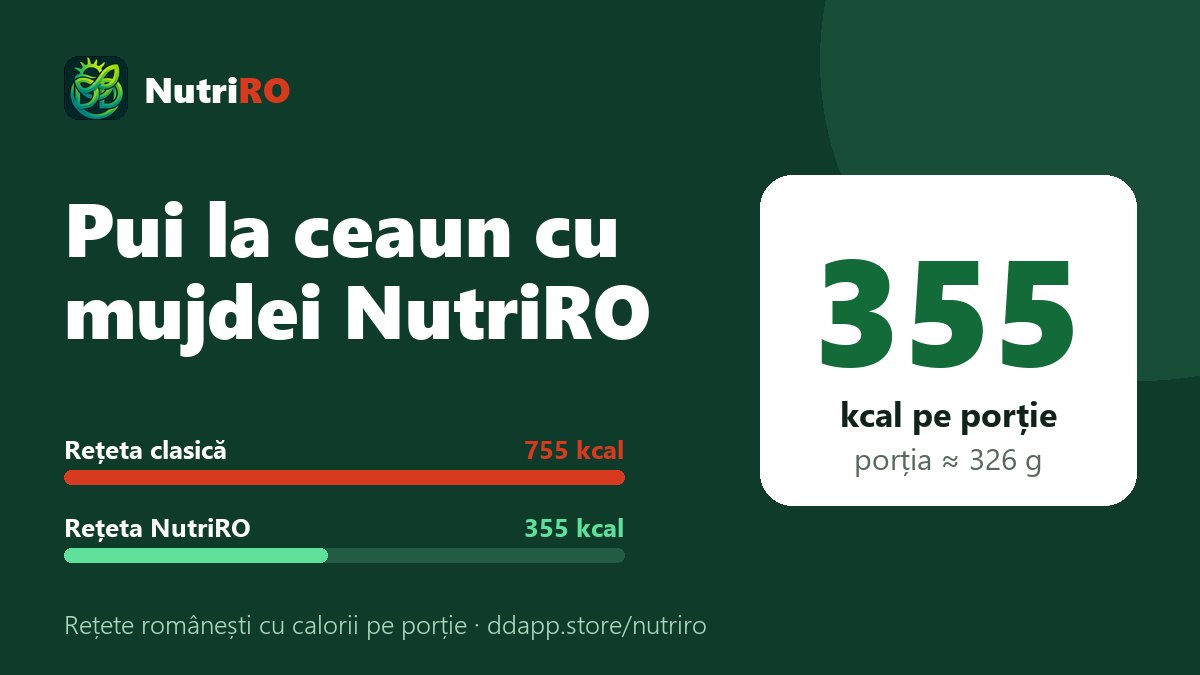 NutriRO
Pui la ceaun cu
mujdei NutriRO
355
kcal pe porție
porția ≈ 326 g
Rețeta clasică 755 kcal
Rețeta NutriRO 355 kcal
Rețete românești cu calorii pe porție · ddapp.store/nutriro